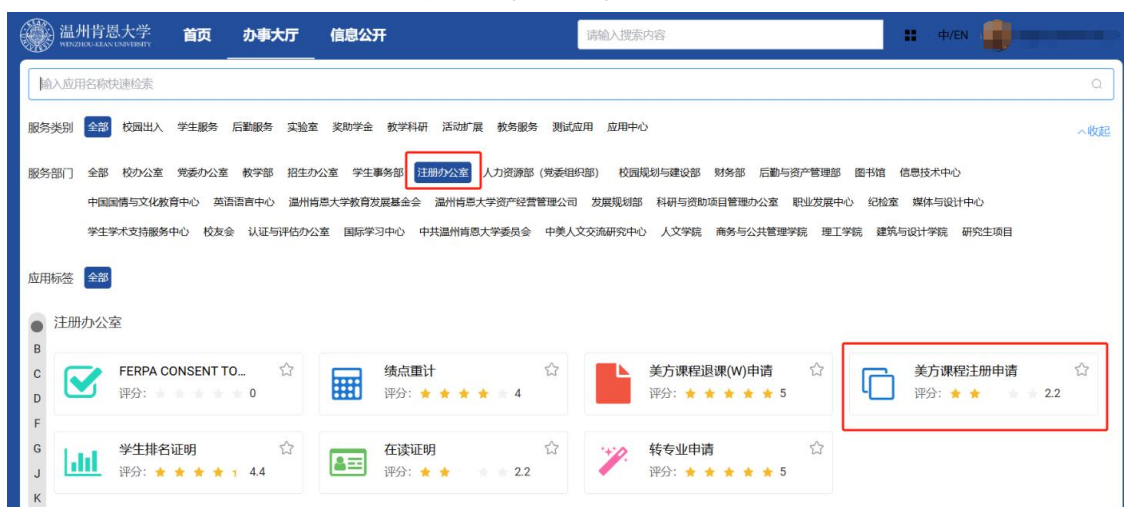 温州肯恩大学 首页 办事大厅 信息公开 请输入搜索内容 中/EN
WENZHOU-KEAN UNIVERSITY
输入应用名称快速检索
服务类别 全部 校园出入 学生服务 后勤服务 实验室 奖助学金 教学科研 活动扩展 教务服务 测试应用 应用中心 收起
服务部门 全部 校办公室 党委办公室 教学部 招生办公室 学生事务部 注册办公室 人力资源部（党委组织部） 校园规划与建设部 财务部 后勤与资产管理部 图书馆 信息技术中心
中国国情与文化教育中心 英语语言中心 温州肯恩大学教育发展基金会 温州肯恩大学资产经营管理公司 发展规划部 科研与资助项目管理办公室 职业发展中心 纪检室 媒体与设计中心
学生学术支持服务中心 校友会 认证与评估办公室 国际学习中心 中共温州肯恩大学委员会 中美人文交流研究中心 人文学院 商务与公共管理学院 理工学院 建筑与设计学院 研究生项目
应用标签 全部
注册办公室
B
C
D
F
G
J
K
FERPA CONSENT TO... 绩点重计 美方课程退课(W)申请 美方课程注册申请
评分: 0 评分: 4 评分: 5 评分: 2.2
学生排名证明 在读证明 转专业申请
评分: 4.4 评分: 2.2 评分: 5